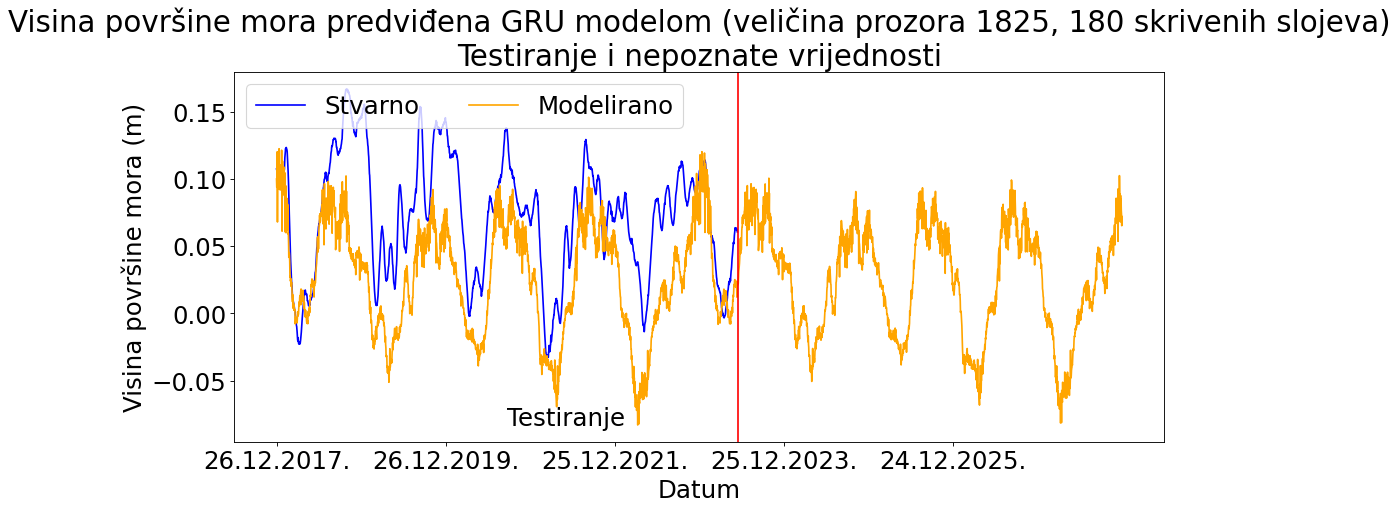 Visina površine mora predviđena GRU modelom (veličina prozora 1825, 180 skrivenih slojeva)
Testiranje i nepoznate vrijednosti
Stvarno
Modelirano
Visina površine mora (m)
0.15
0.10
0.05
0.00
−0.05
Testiranje
26.12.2017.
26.12.2019.
25.12.2021.
25.12.2023.
24.12.2025.
Datum